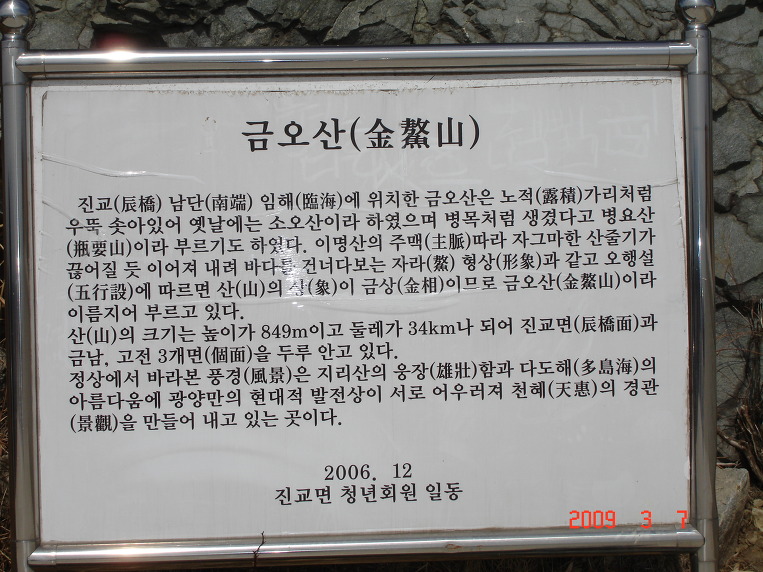 금오산(金鰲山)
진교(辰橋) 남단(南端) 임해(臨海)에 위치한 금오산은 노적(露積)가리처럼
우뚝 솟아있어 옛날에는 소오산이라 하였으며 병목처럼 생겼다고 병요산
(瓶要山)이라 부르기도 하였다. 이명산의 주맥(主脈)따라 자그마한 산줄기가
끊어질 듯 이어져 내려 바다를 건너다보는 자라(鰲) 형상(形象)과 같고 오행설
(五行設)에 따르면 산(山)의 상(象)이 금상(金相)이므로 금오산(金鰲山)이라
이름지어 부르고 있다.
산(山)의 크기는 높이가 849m이고 둘레가 34km나 되어 진교면(辰橋面)과
금남, 고전 3개면(個面)을 두루 안고 있다.
정상에서 바라본 풍경(風景)은 지리산의 웅장(雄壯)함과 다도해(多島海)의
아름다움에 광양만의 현대적 발전상이 서로 어우러져 천혜(天惠)의 경관
(景觀)을 만들어 내고 있는 곳이다.
2006. 12
진교면 청년회원 일동
2009 3 7